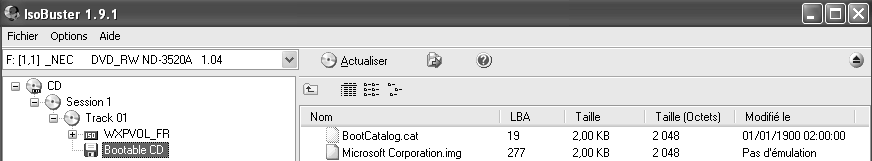 IsoBuster 1.9.1
Fichier Options Aide
F: [1,1] _NEC DVD_RW ND-3520A 1.04 Actualiser
CD
Session 1
Track 01
ISO WXPVOL_FR
Bootable CD
Nom LBA Taille Taille (Octets) Modifié le
BootCatalog.cat 19 2,00 KB 2 048 01/01/1900 02:00:00
Microsoft Corporation.img 277 2,00 KB 2 048 Pas d'émulation